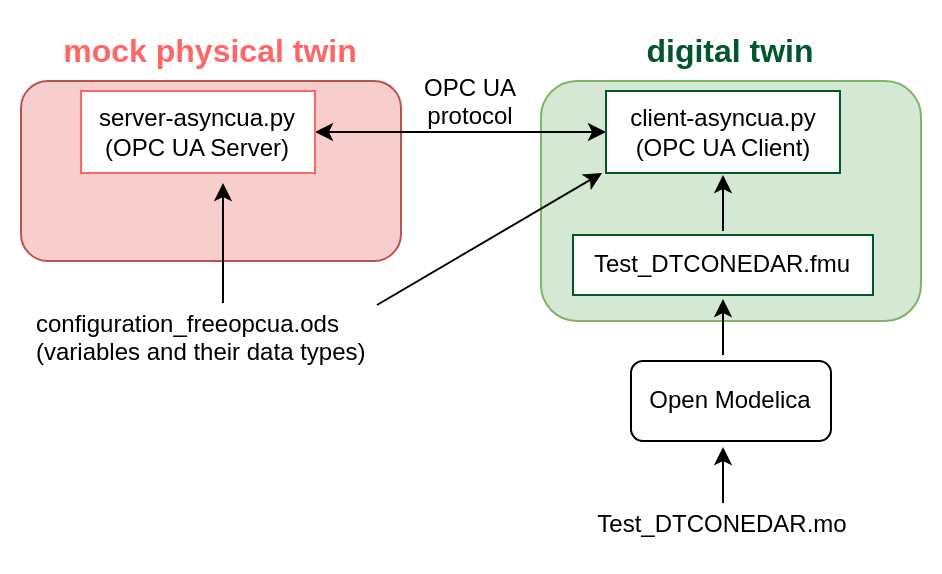 mock physical twin
digital twin
OPC UA
protocol
server-asyncua.py
(OPC UA Server)
client-asyncua.py
(OPC UA Client)
Test_DTCONEDAR.fmu
configuration_freeopcua.ods
(variables and their data types)
Open Modelica
Test_DTCONEDAR.mo